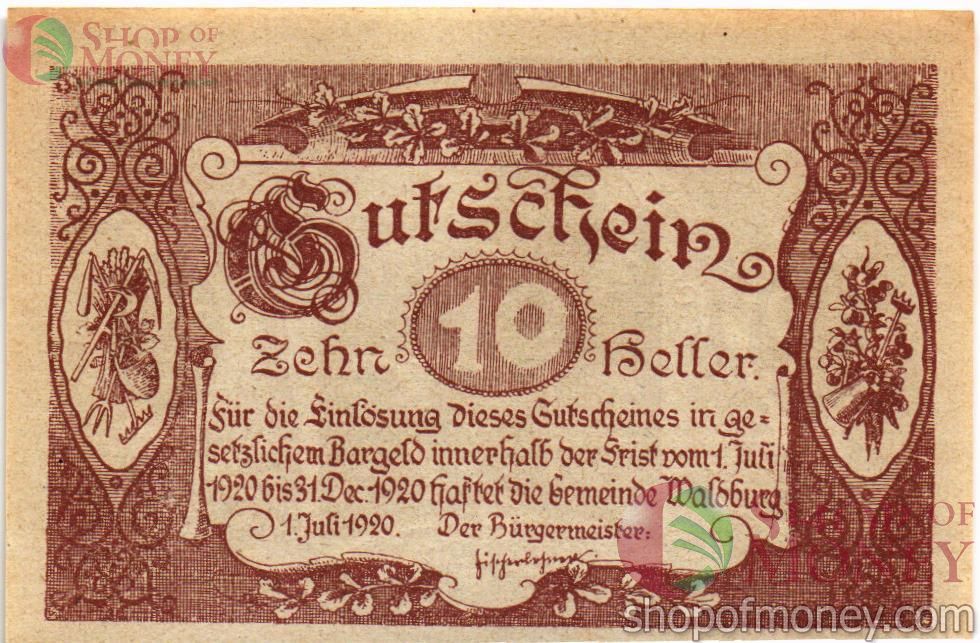 SHOP OF
MONEY
Gutschein
10
Zehn Heller.
Für die Einlösung dieses Gutscheines in ge=
setzlichem Bargeld innerhalb der Frist vom 1. Juli
1920 bis 31. Dec. 1920 haftet die Gemeinde Waldburg
1. Juli 1920. Der Bürgermeister:
SHOP OF
MONEY
shopofmoney.com